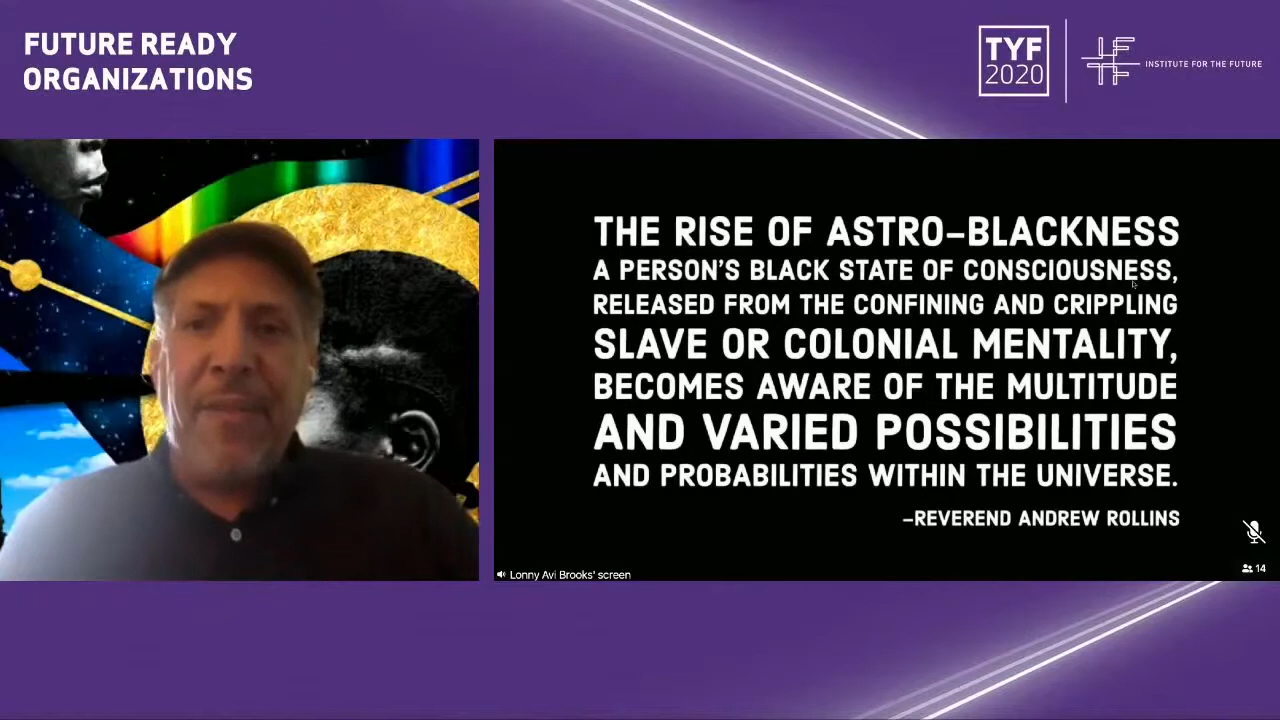 FUTURE READY
ORGANIZATIONS
TYF
2020
INSTITUTE FOR THE FUTURE
THE RISE OF ASTRO–BLACKNESS
A PERSON'S BLACK STATE OF CONSCIOUSNESS,
RELEASED FROM THE CONFINING AND CRIPPLING
SLAVE OR COLONIAL MENTALITY,
BECOMES AWARE OF THE MULTITUDE
AND VARIED POSSIBILITIES
AND PROBABILITIES WITHIN THE UNIVERSE.
–REVEREND ANDREW ROLLINS
Lonny Avi Brooks' screen
14